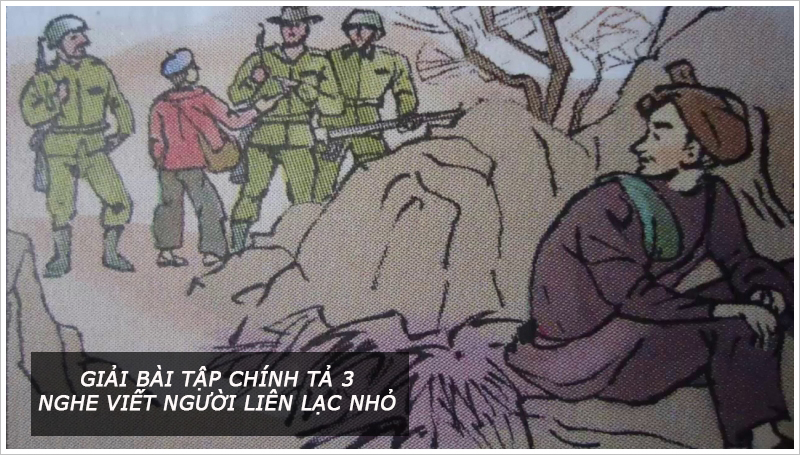 GIẢI BÀI TẬP CHÍNH TẢ 3
NGHE VIẾT NGƯỜI LIÊN LẠC NHỎ